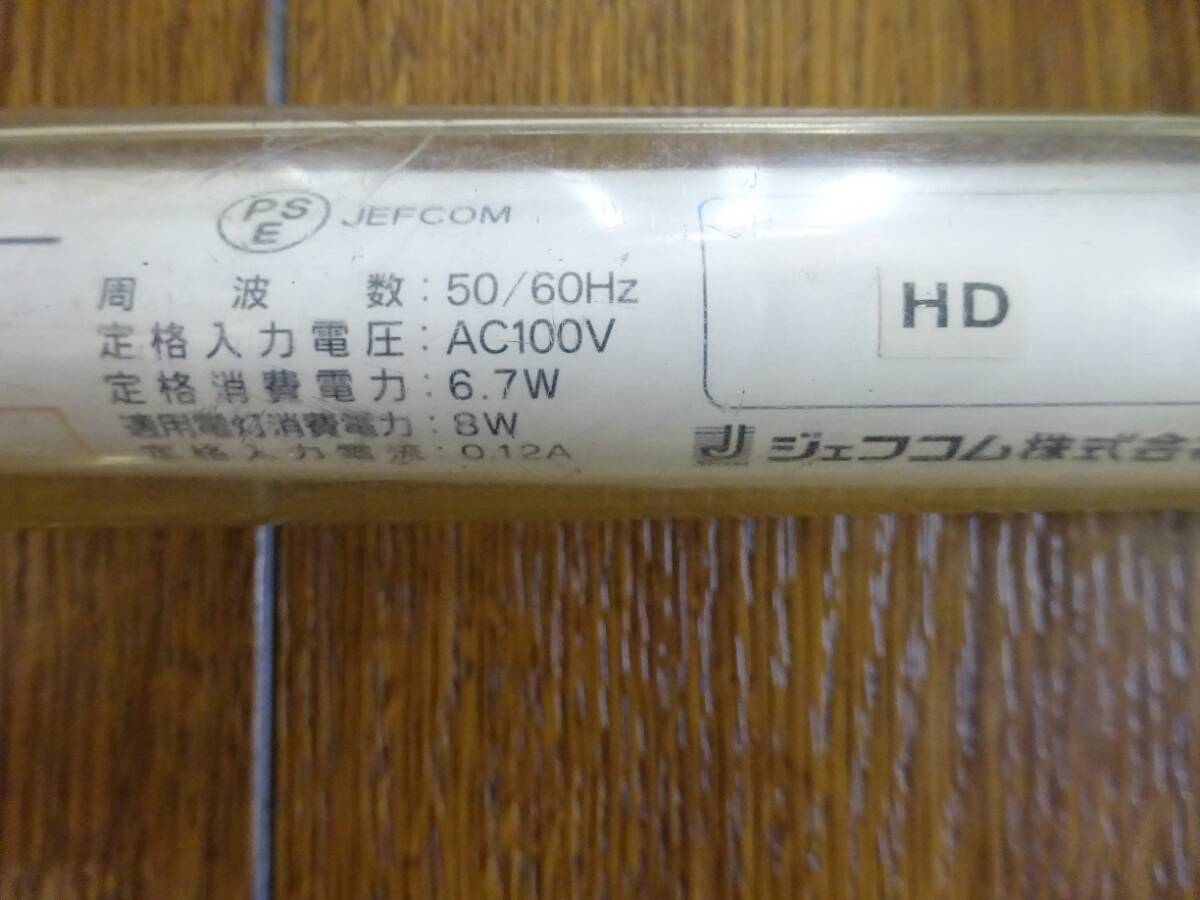 PS
E
JEFCOM
周波数:50/60Hz
定格入力電圧:AC100V
定格消費電力:6.7W
適用電灯消費電力:8W
定格入力電流:0.12A
HD
J ジェフコム株式会